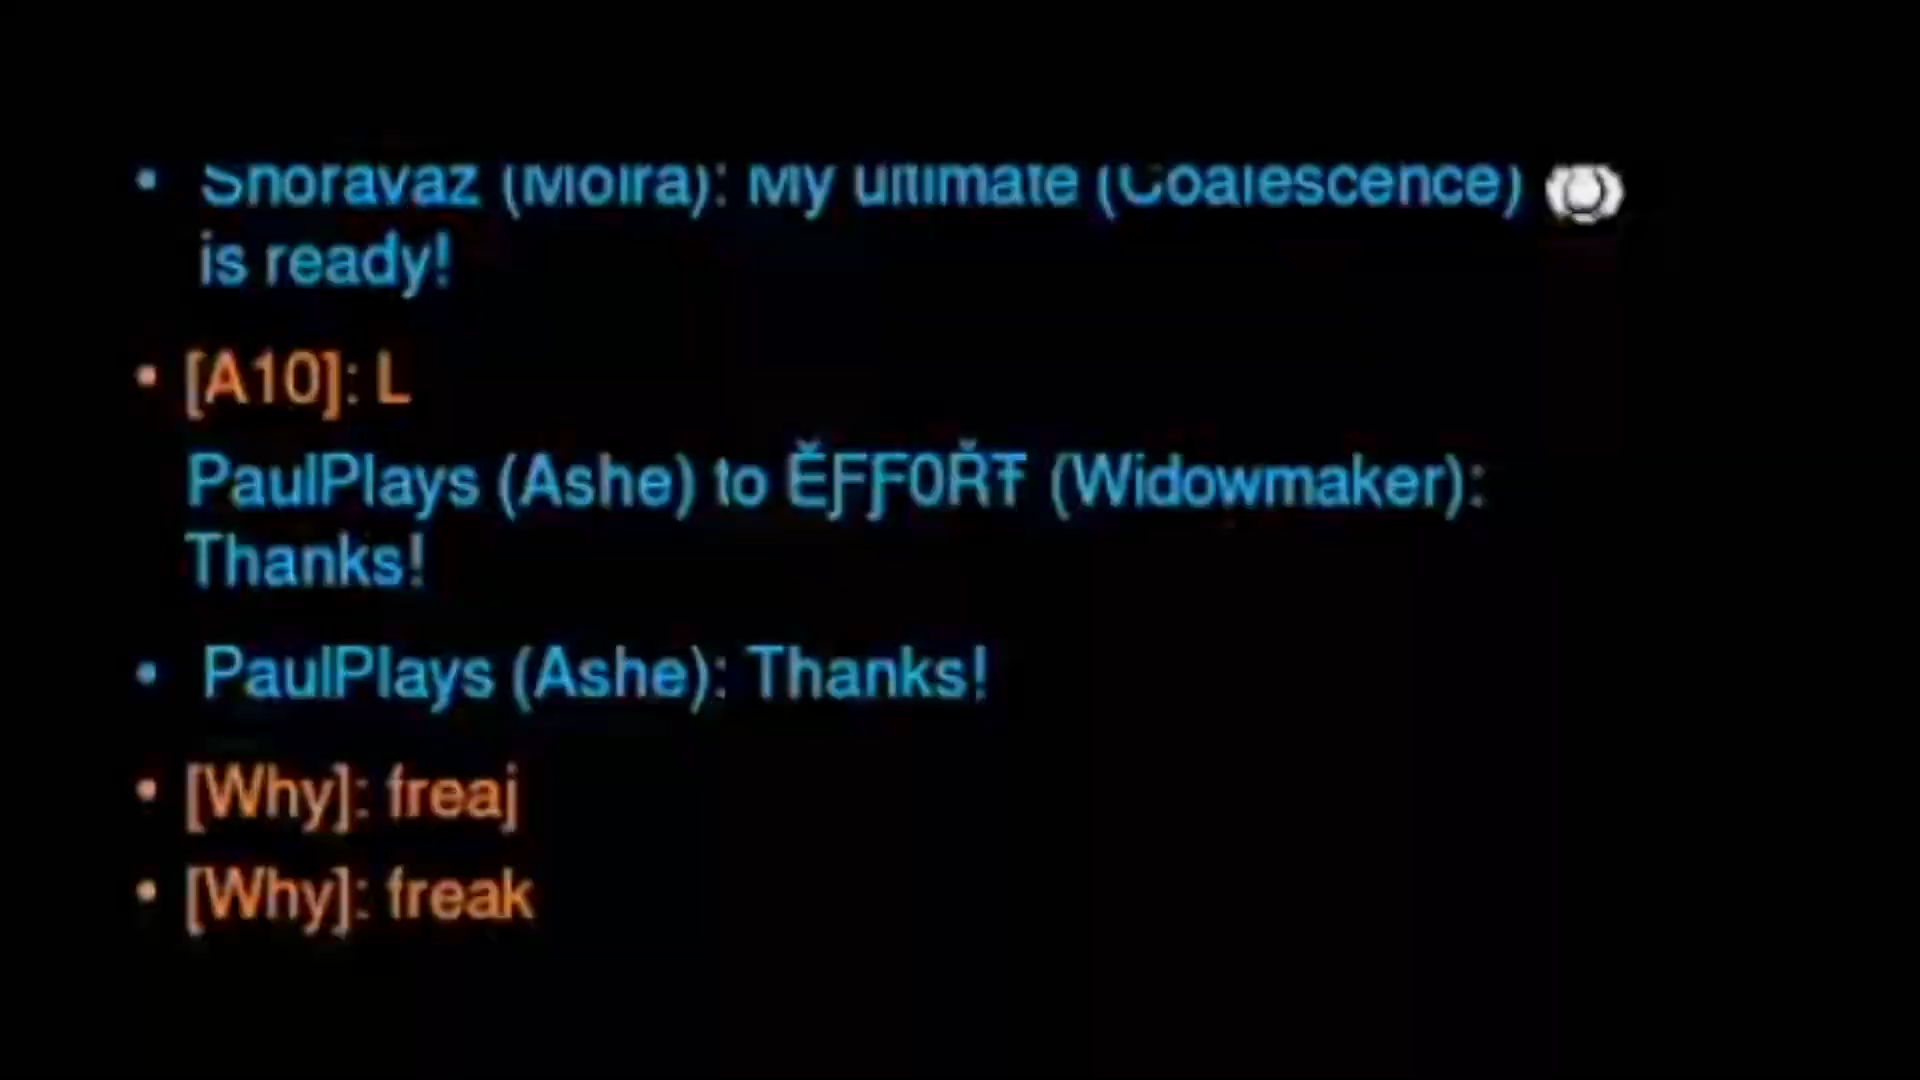 • Snoravaz (Moira): My ultimate (Coalescence)
is ready!
• [A10]: L
PaulPlays (Ashe) to ĔƑƑ0ŘŦ (Widowmaker):
Thanks!
• PaulPlays (Ashe): Thanks!
• [Why]: freaj
• [Why]: freak